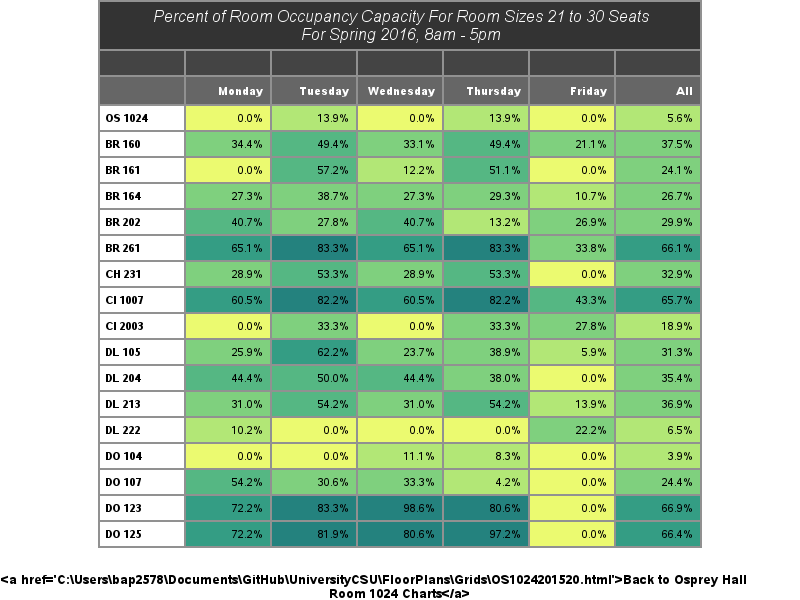 Percent of Room Occupancy Capacity For Room Sizes 21 to 30 Seats
For Spring 2016, 8am - 5pm
Monday Tuesday Wednesday Thursday Friday All
OS 1024 0.0% 13.9% 0.0% 13.9% 0.0% 5.6%
BR 160 34.4% 49.4% 33.1% 49.4% 21.1% 37.5%
BR 161 0.0% 57.2% 12.2% 51.1% 0.0% 24.1%
BR 164 27.3% 38.7% 27.3% 29.3% 10.7% 26.7%
BR 202 40.7% 27.8% 40.7% 13.2% 26.9% 29.9%
BR 261 65.1% 83.3% 65.1% 83.3% 33.8% 66.1%
CH 231 28.9% 53.3% 28.9% 53.3% 0.0% 32.9%
CI 1007 60.5% 82.2% 60.5% 82.2% 43.3% 65.7%
CI 2003 0.0% 33.3% 0.0% 33.3% 27.8% 18.9%
DL 105 25.9% 62.2% 23.7% 38.9% 5.9% 31.3%
DL 204 44.4% 50.0% 44.4% 38.0% 0.0% 35.4%
DL 213 31.0% 54.2% 31.0% 54.2% 13.9% 36.9%
DL 222 10.2% 0.0% 0.0% 0.0% 22.2% 6.5%
DO 104 0.0% 0.0% 11.1% 8.3% 0.0% 3.9%
DO 107 54.2% 30.6% 33.3% 4.2% 0.0% 24.4%
DO 123 72.2% 83.3% 98.6% 80.6% 0.0% 66.9%
DO 125 72.2% 81.9% 80.6% 97.2% 0.0% 66.4%
<a href='C:\Users\bap2578\Documents\GitHub\UniversityCSU\FloorPlans\Grids\OS1024201520.html'>Back to Osprey Hall
Room 1024 Charts</a>